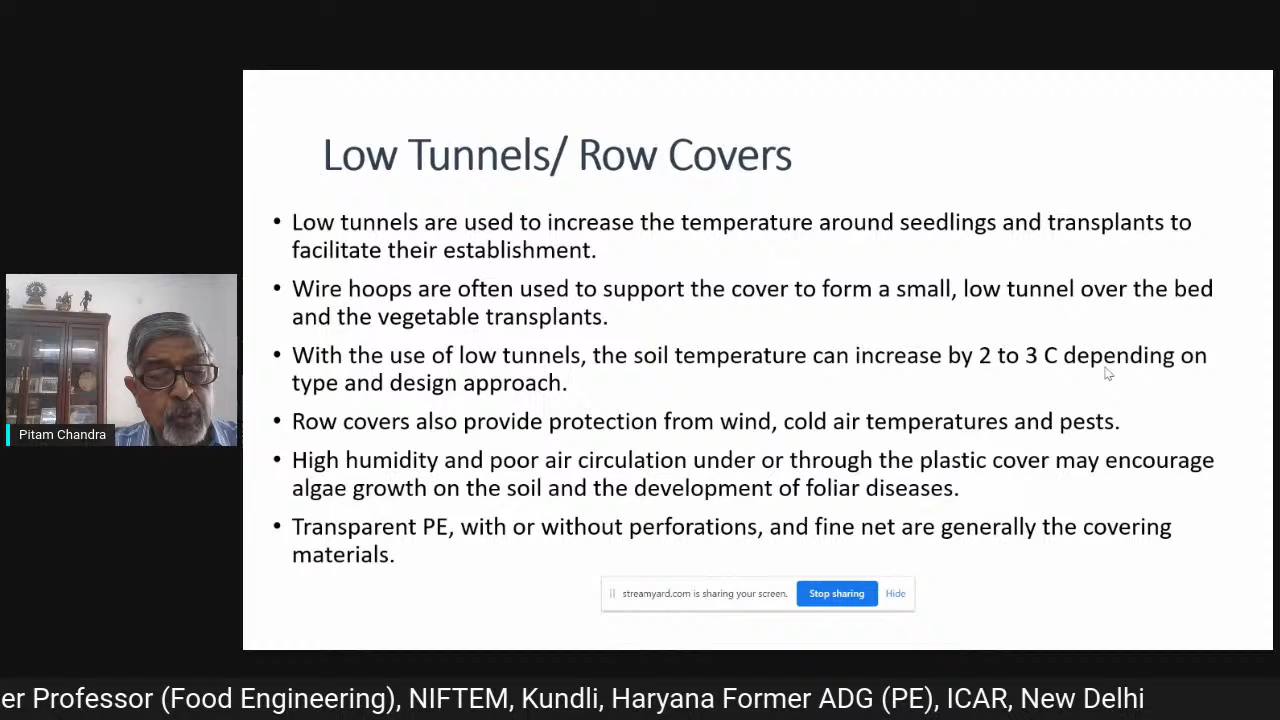 Low Tunnels/ Row Covers
• Low tunnels are used to increase the temperature around seedlings and transplants to
facilitate their establishment.
• Wire hoops are often used to support the cover to form a small, low tunnel over the bed
and the vegetable transplants.
• With the use of low tunnels, the soil temperature can increase by 2 to 3 C depending on
type and design approach.
• Row covers also provide protection from wind, cold air temperatures and pests.
• High humidity and poor air circulation under or through the plastic cover may encourage
algae growth on the soil and the development of foliar diseases.
• Transparent PE, with or without perforations, and fine net are generally the covering
materials.
streamyard.com is sharing your screen. Stop sharing Hide
Pitam Chandra
er Professor (Food Engineering), NIFTEM, Kundli, Haryana Former ADG (PE), ICAR, New Delhi